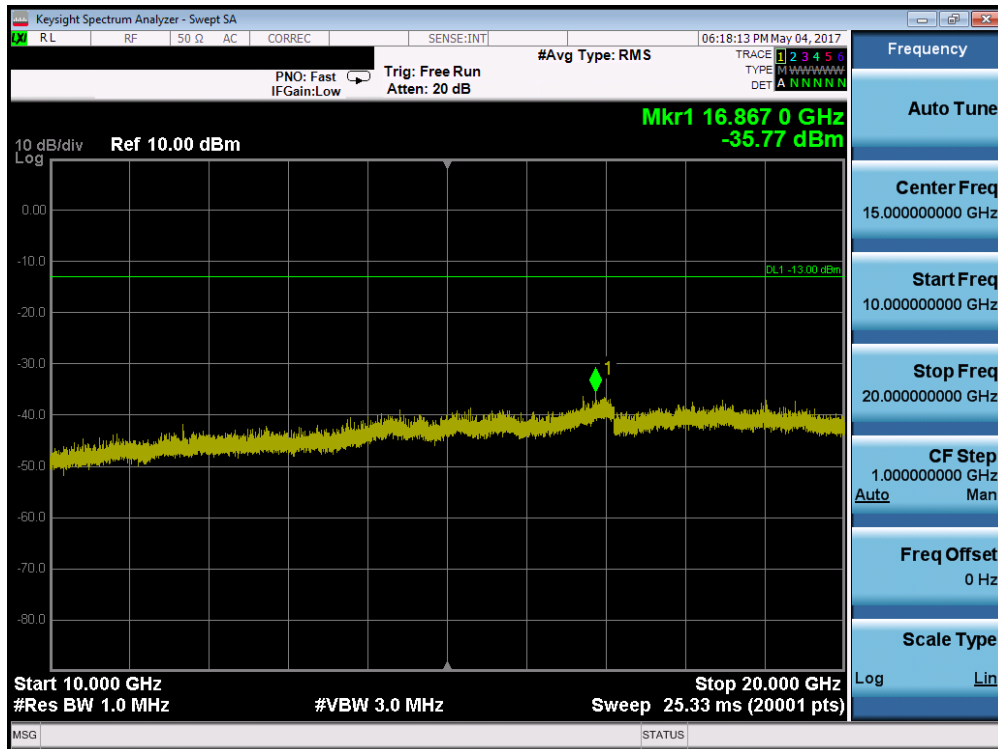 Keysight Spectrum Analyzer - Swept SA
LXI RL RF 50 Ω AC CORREC SENSE:INT 06:18:13 PM May 04, 2017
#Avg Type: RMS TRACE 1 2 3 4 5 6
PNO: Fast Trig: Free Run TYPE M WWWWW
IFGain:Low Atten: 20 dB DET A N N N N N
Mkr1 16.867 0 GHz
-35.77 dBm
10 dB/div Ref 10.00 dBm
Log
0.00
DL1 -13.00 dBm
-10.0
-20.0
-30.0
1
-40.0
-50.0
-60.0
-70.0
-80.0
Start 10.000 GHz Stop 20.000 GHz
#Res BW 1.0 MHz #VBW 3.0 MHz Sweep 25.33 ms (20001 pts)
MSG STATUS
Frequency
Auto Tune
Center Freq
15.000000000 GHz
Start Freq
10.000000000 GHz
Stop Freq
20.000000000 GHz
CF Step
1.000000000 GHz
Auto Man
Freq Offset
0 Hz
Scale Type
Log Lin